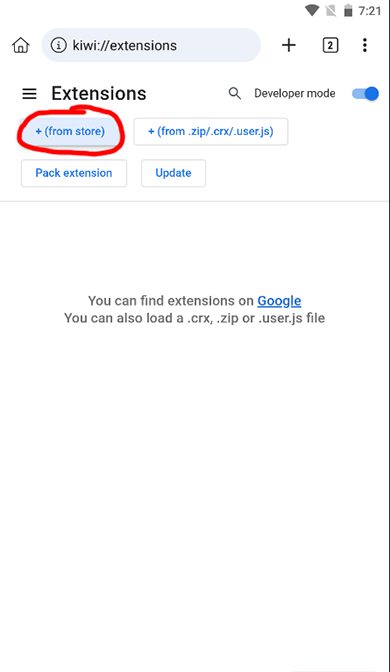 7:21
kiwi://extensions
2
Extensions
Developer mode
+ (from store)
+ (from .zip/.crx/.user.js)
Pack extension
Update
You can find extensions on Google
You can also load a .crx, .zip or .user.js file